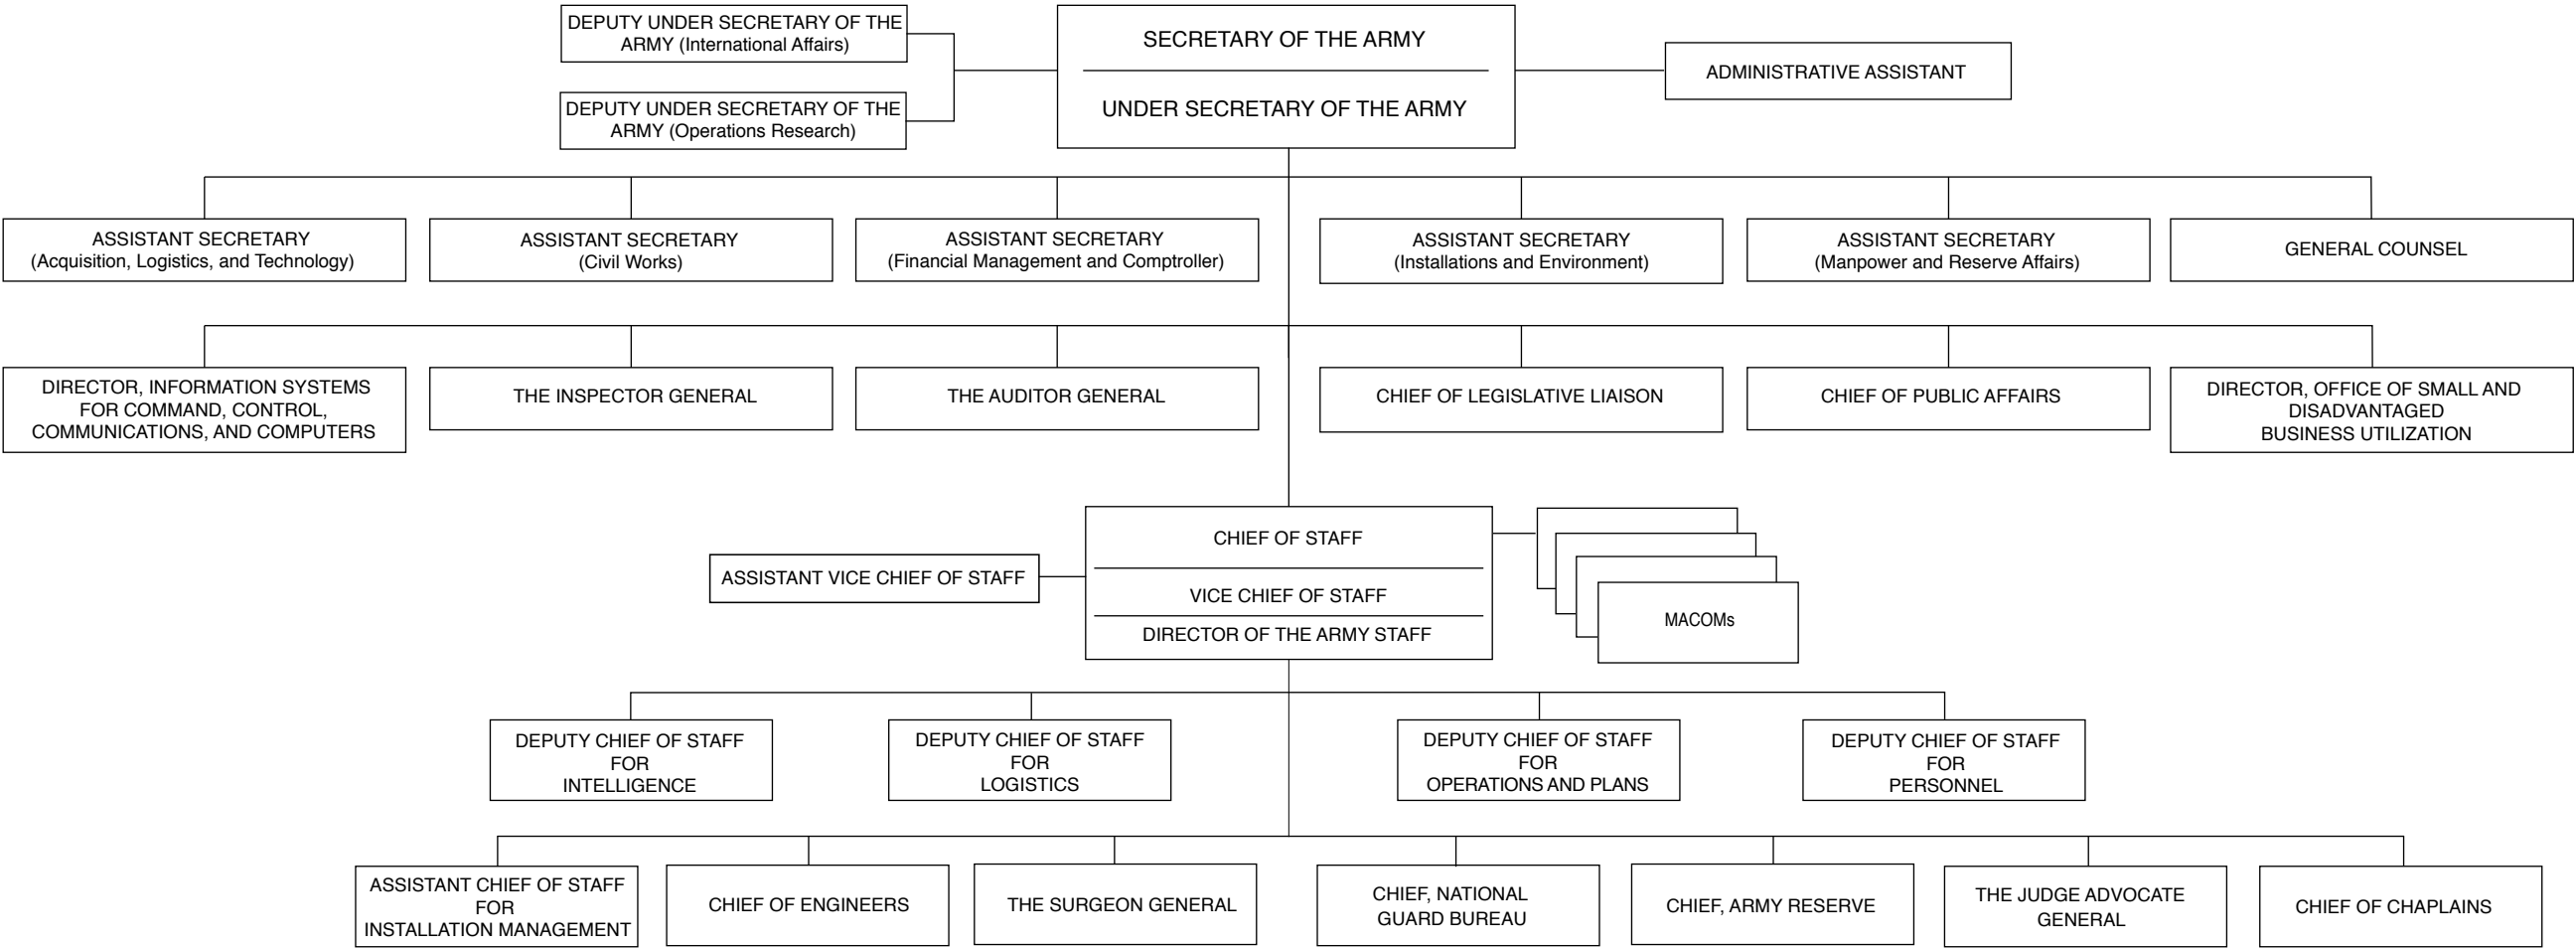 DEPUTY UNDER SECRETARY OF THE
ARMY (International Affairs)
DEPUTY UNDER SECRETARY OF THE
ARMY (Operations Research)
SECRETARY OF THE ARMY
UNDER SECRETARY OF THE ARMY
ADMINISTRATIVE ASSISTANT
ASSISTANT SECRETARY
(Acquisition, Logistics, and Technology)
ASSISTANT SECRETARY
(Civil Works)
ASSISTANT SECRETARY
(Financial Management and Comptroller)
ASSISTANT SECRETARY
(Installations and Environment)
ASSISTANT SECRETARY
(Manpower and Reserve Affairs)
GENERAL COUNSEL
DIRECTOR, INFORMATION SYSTEMS
FOR COMMAND, CONTROL,
COMMUNICATIONS, AND COMPUTERS
THE INSPECTOR GENERAL
THE AUDITOR GENERAL
CHIEF OF LEGISLATIVE LIAISON
CHIEF OF PUBLIC AFFAIRS
DIRECTOR, OFFICE OF SMALL AND
DISADVANTAGED
BUSINESS UTILIZATION
ASSISTANT VICE CHIEF OF STAFF
CHIEF OF STAFF
VICE CHIEF OF STAFF
DIRECTOR OF THE ARMY STAFF
MACOMs
DEPUTY CHIEF OF STAFF
FOR
INTELLIGENCE
DEPUTY CHIEF OF STAFF
FOR
LOGISTICS
DEPUTY CHIEF OF STAFF
FOR
OPERATIONS AND PLANS
DEPUTY CHIEF OF STAFF
FOR
PERSONNEL
ASSISTANT CHIEF OF STAFF
FOR
INSTALLATION MANAGEMENT
CHIEF OF ENGINEERS
THE SURGEON GENERAL
CHIEF, NATIONAL
GUARD BUREAU
CHIEF, ARMY RESERVE
THE JUDGE ADVOCATE
GENERAL
CHIEF OF CHAPLAINS